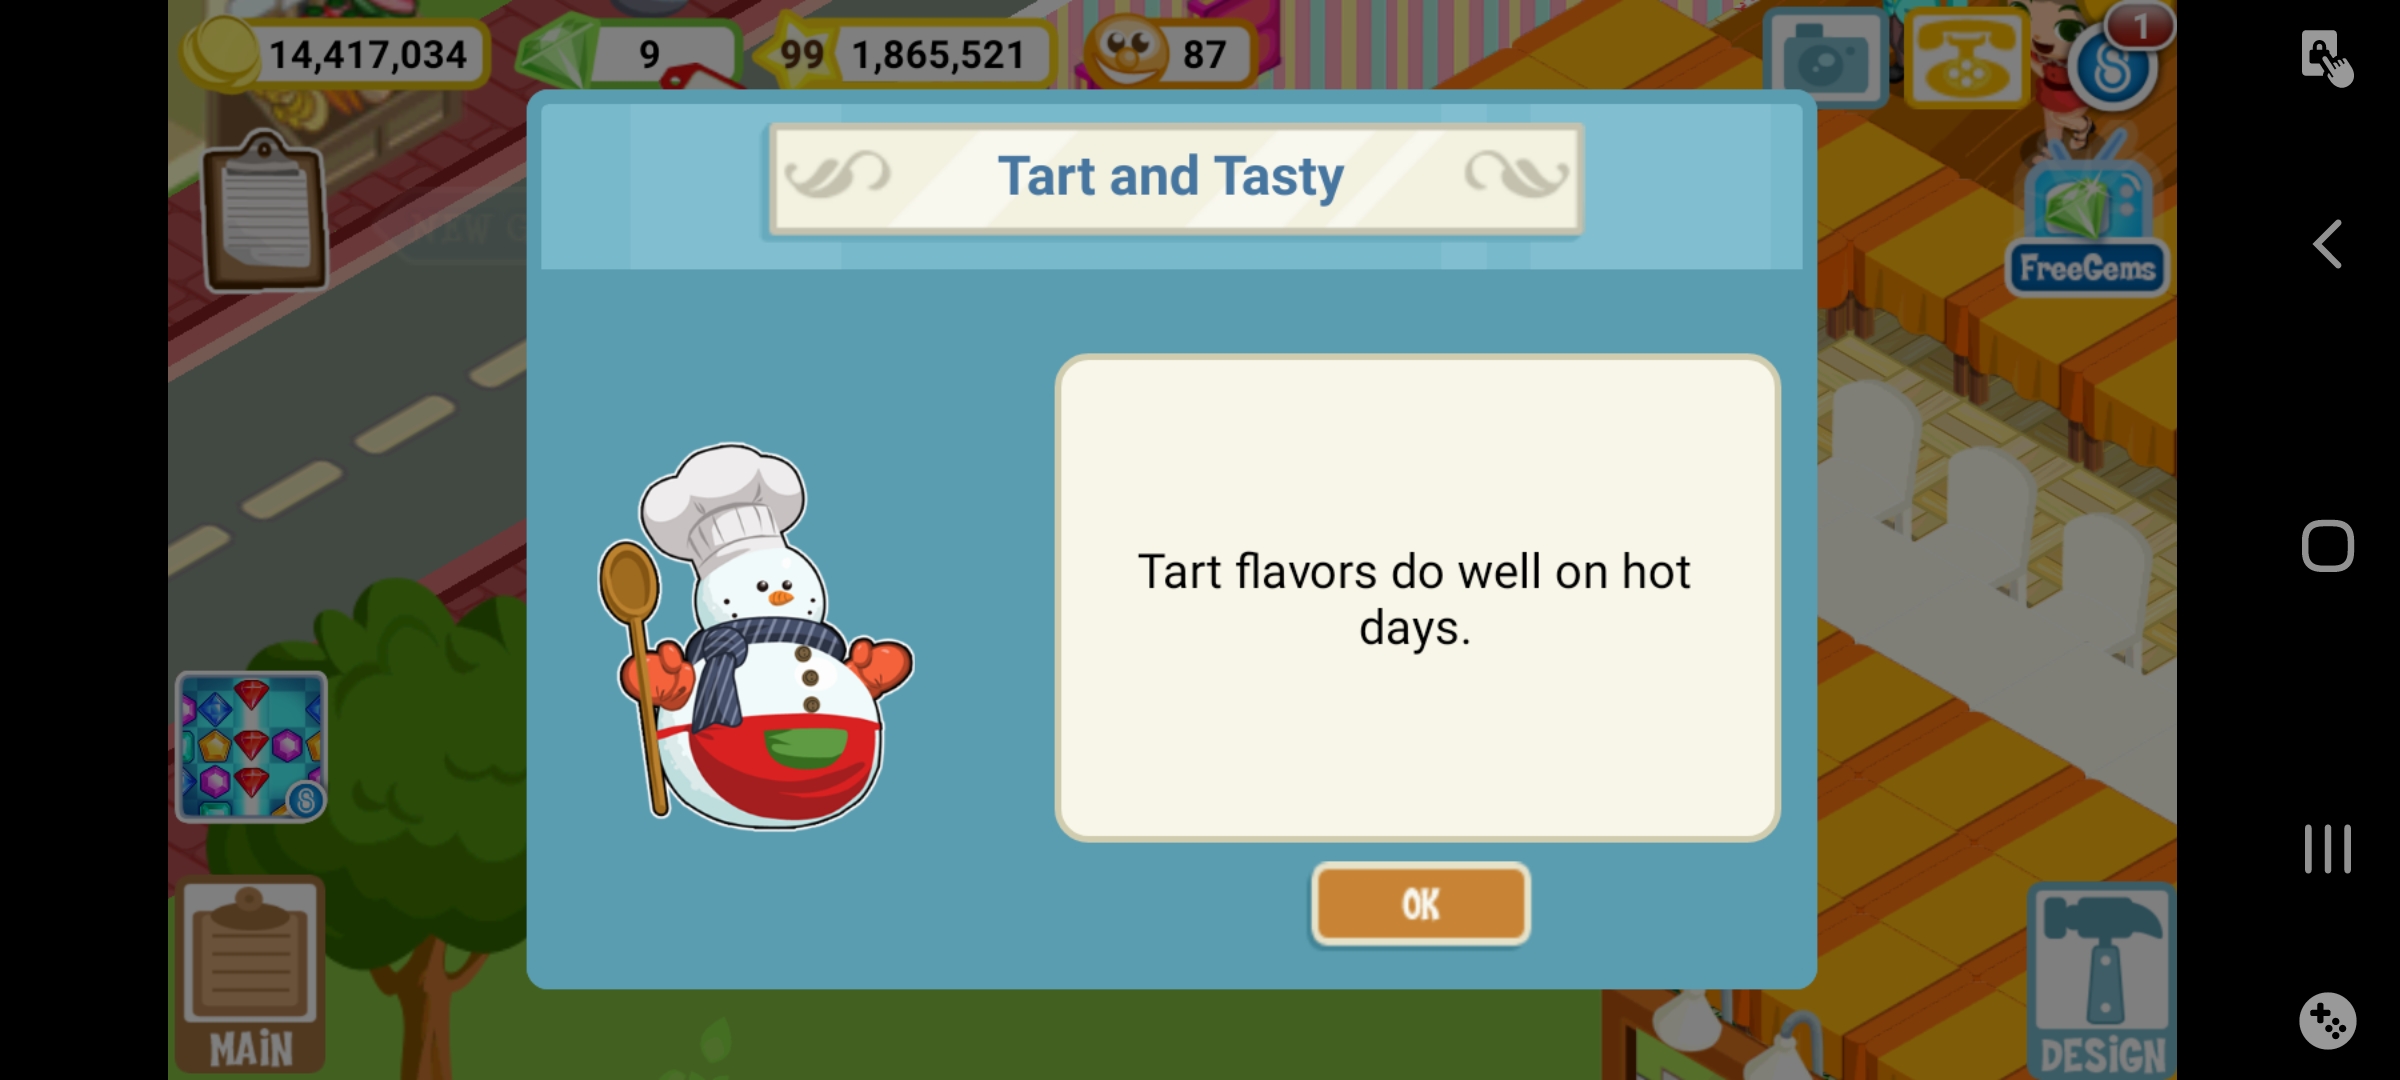 14,417,034
9
99
1,865,521
87
1
Tart and Tasty
NEW
FreeGems
Tart flavors do well on hot
days.
OK
MAiN
DESiGN